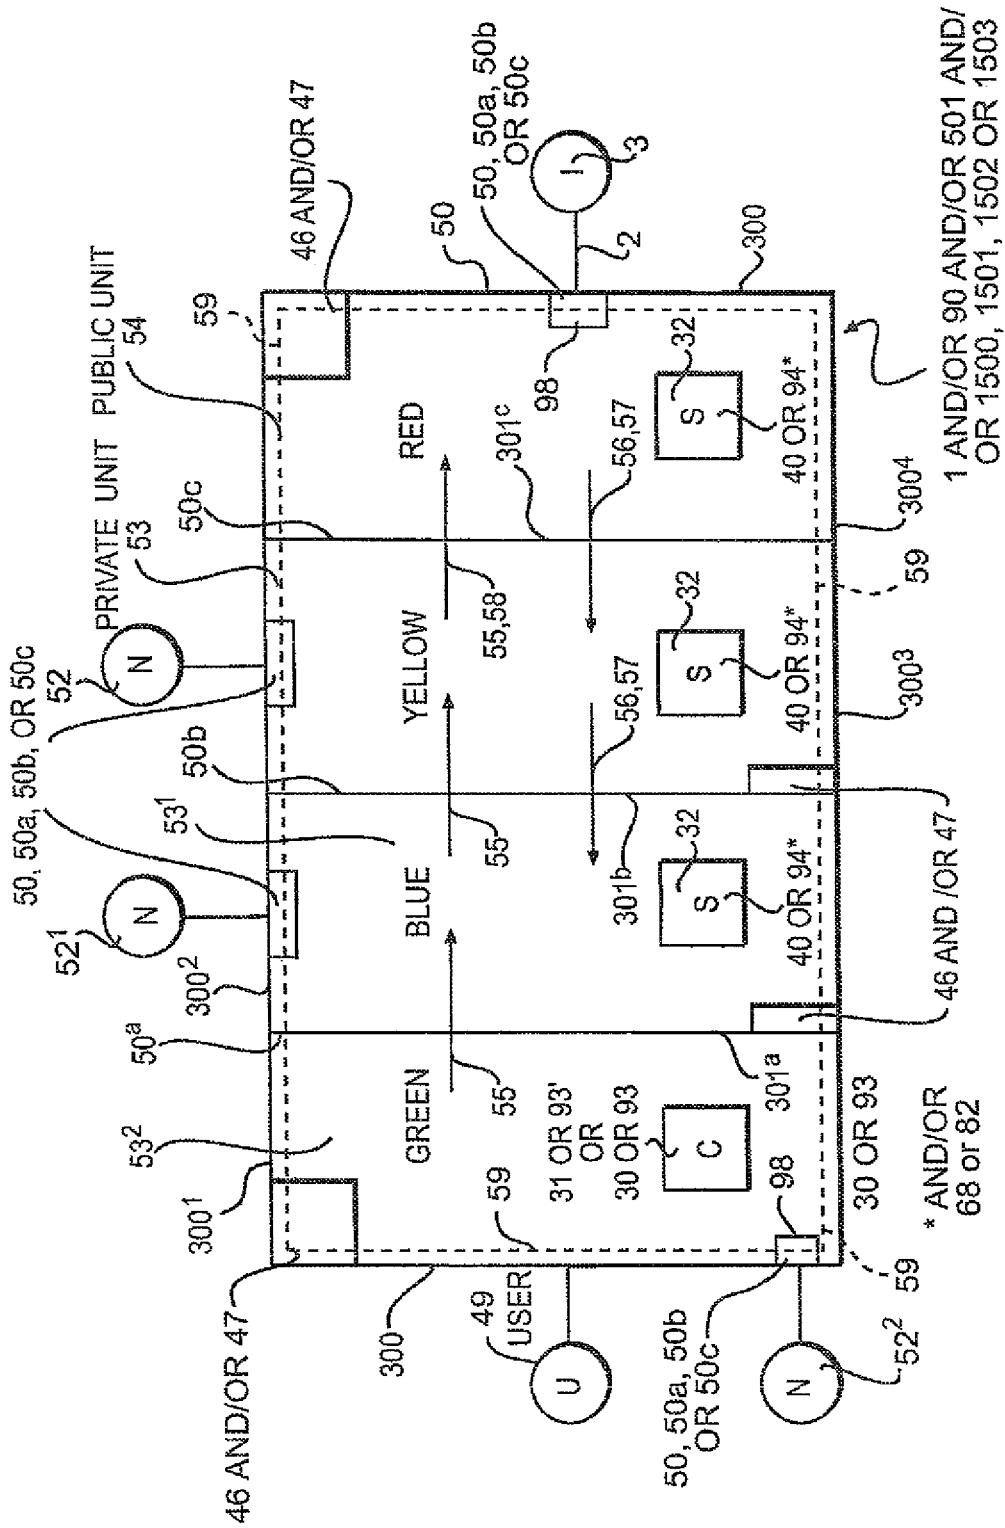 46 AND/OR 47
300¹
53²
50ᵃ
300²
52¹
N
50, 50a, 50b, OR 50c
53¹
50b
52
N
PRIVATE UNIT
53
50c
PUBLIC UNIT
54
59
46 AND/OR 47
50
50, 50a, 50b
OR 50c
I
3
2
98
300
GREEN
BLUE
YELLOW
RED
55
55
55,58
301ᶜ
56,57
56,57
49
USER
U
300
59
31 OR 93'
OR
30 OR 93
C
301ᵃ
301ᵇ
32
S
40 OR 94*
32
S
40 OR 94*
32
S
40 OR 94*
98
50, 50a, 50b
OR 50c
N
52²
59
30 OR 93
* AND/OR
68 or 82
46 AND /OR 47
300³
59
300⁴
1 AND/OR 90 AND/OR 501 AND/
OR 1500, 1501, 1502 OR 1503